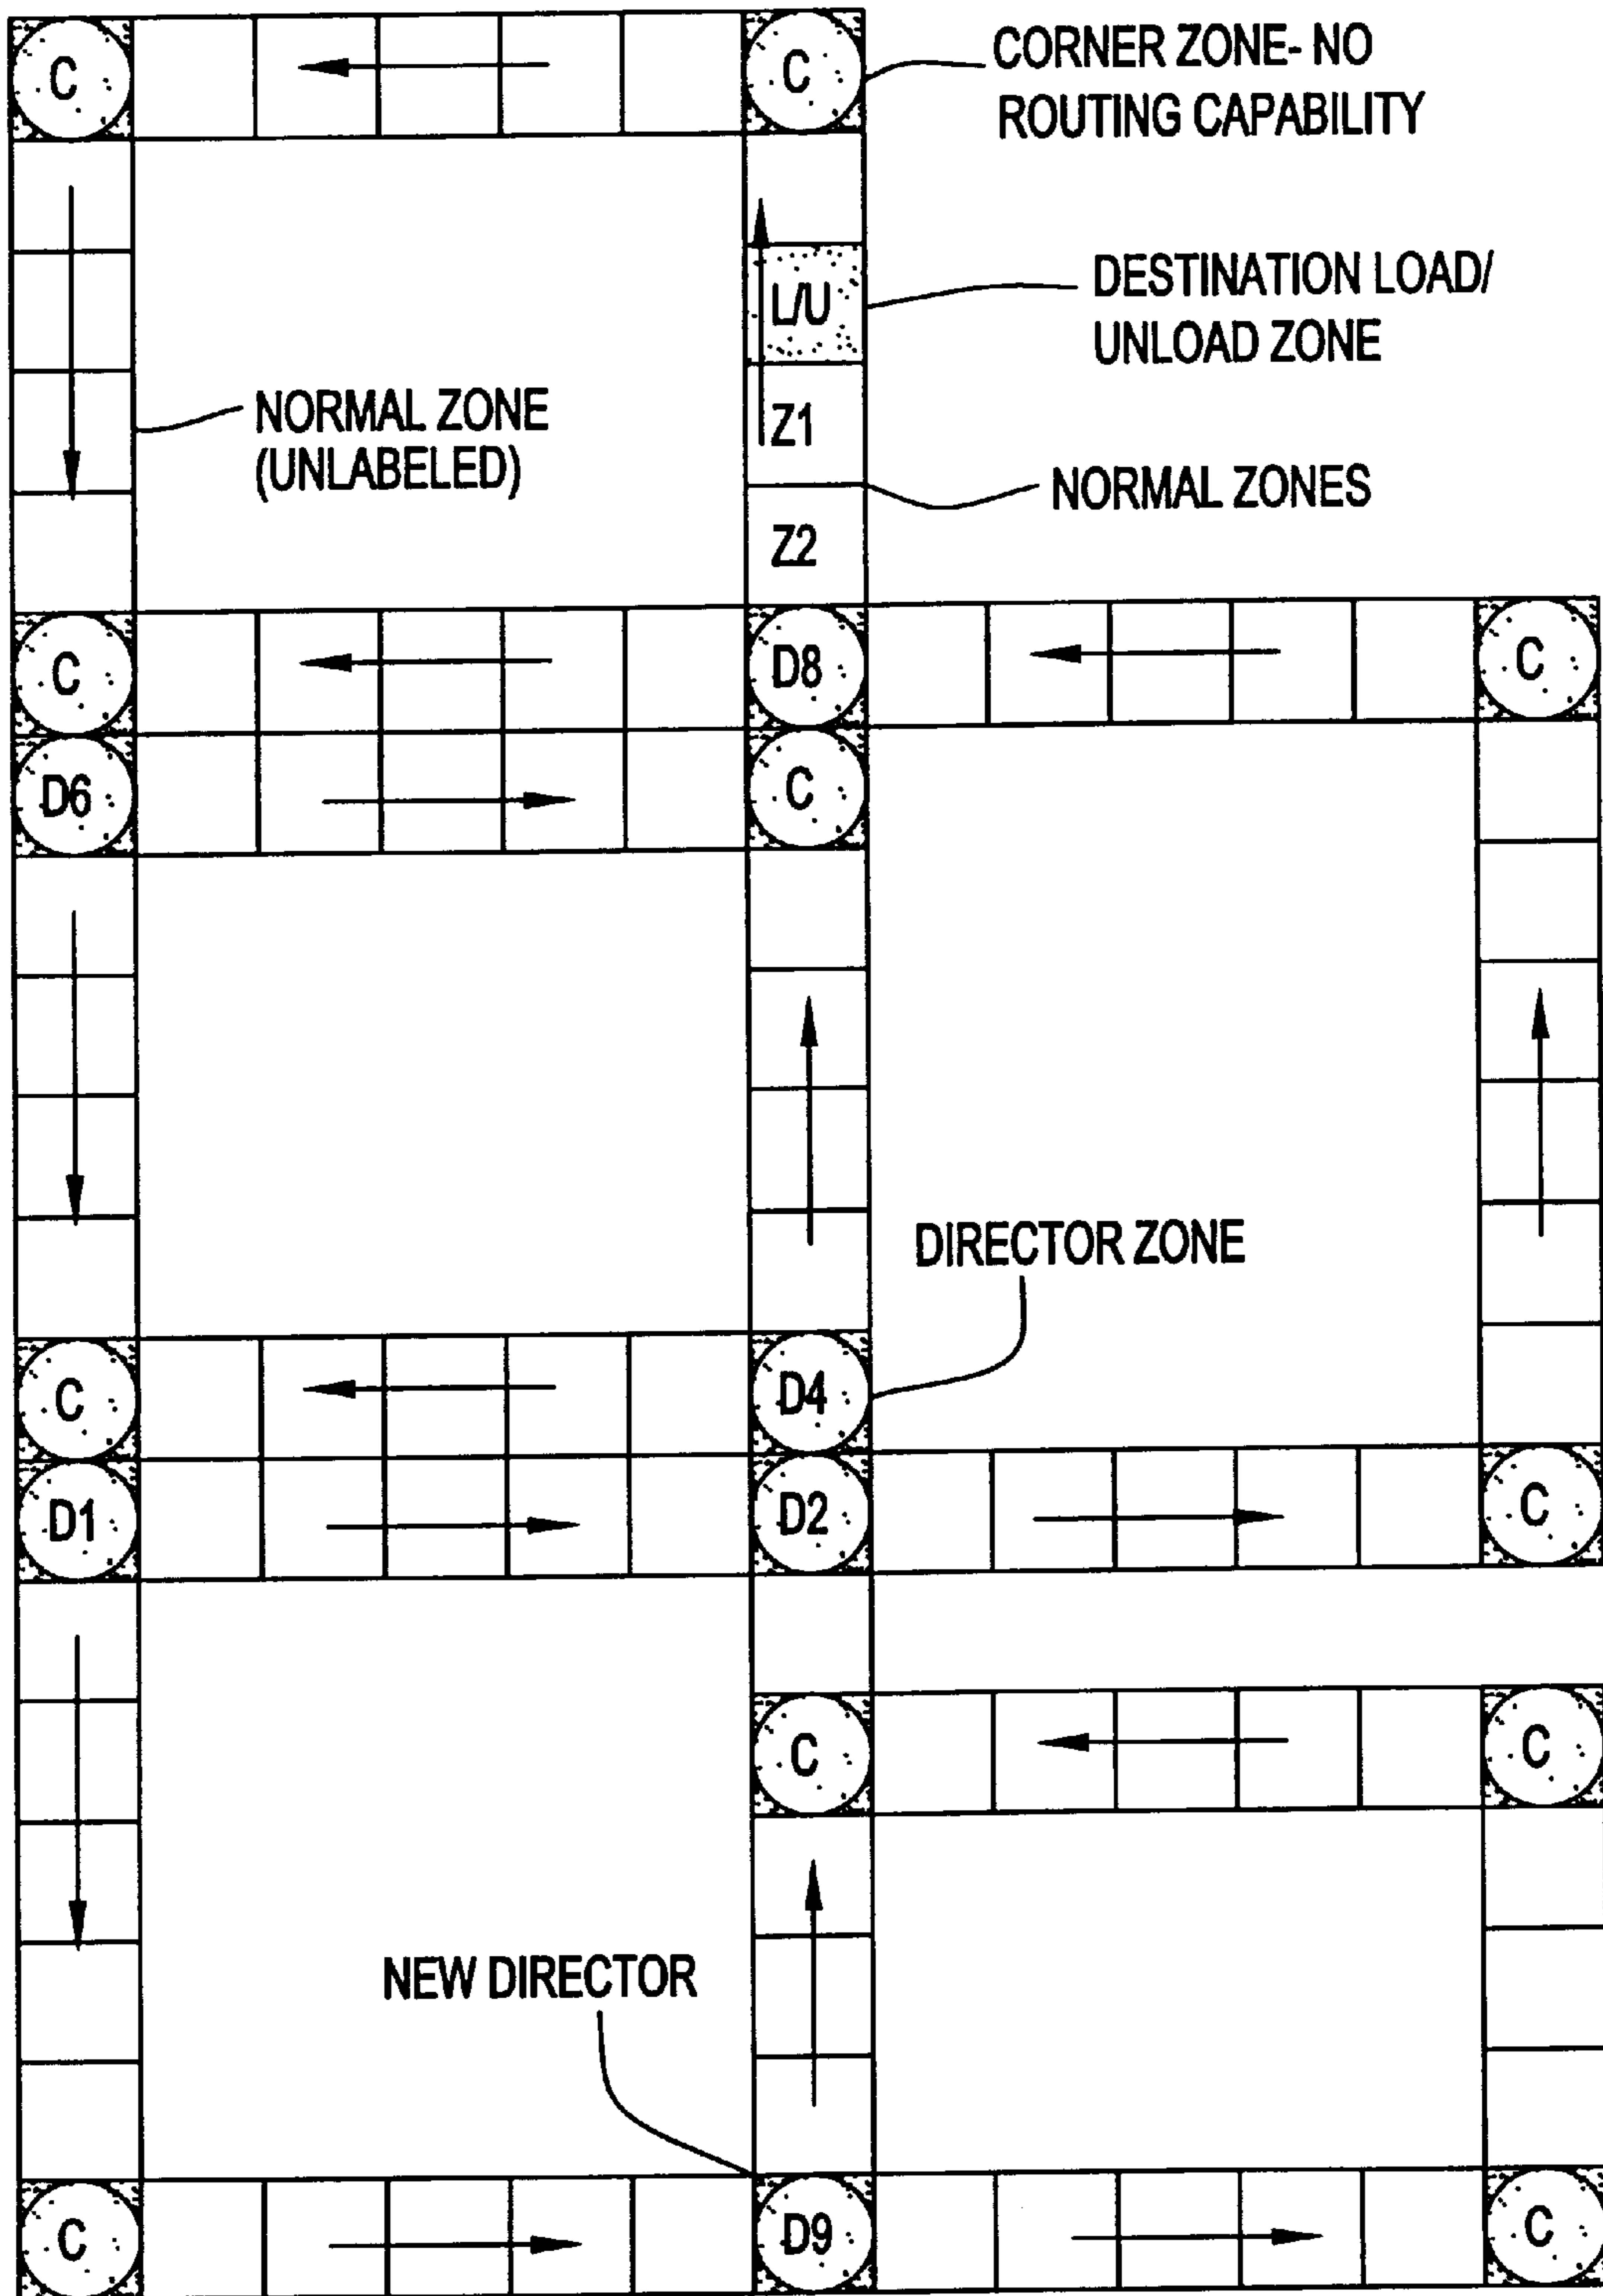 C
C
CORNER ZONE- NO
ROUTING CAPABILITY
L/U
DESTINATION LOAD/
UNLOAD ZONE
NORMAL ZONE
(UNLABELED)
Z1
NORMAL ZONES
Z2
C
D8
C
D6
C
DIRECTOR ZONE
C
D4
D1
D2
C
C
C
NEW DIRECTOR
C
D9
C